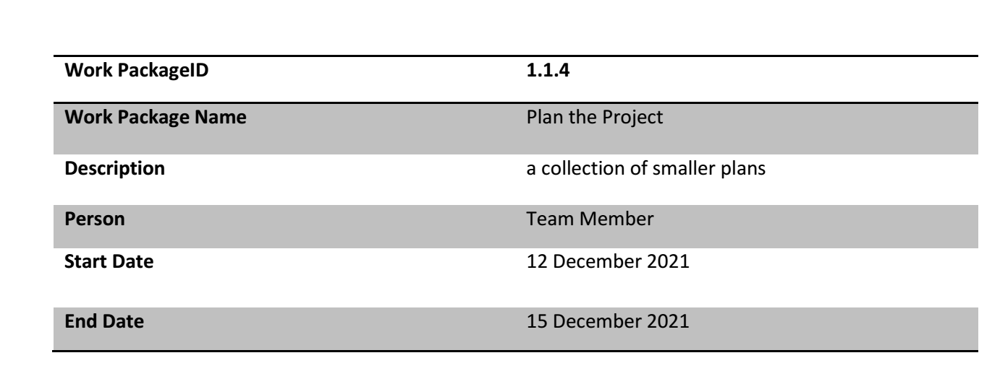 Work PackageID 1.1.4
Work Package Name Plan the Project
Description a collection of smaller plans
Person Team Member
Start Date 12 December 2021
End Date 15 December 2021